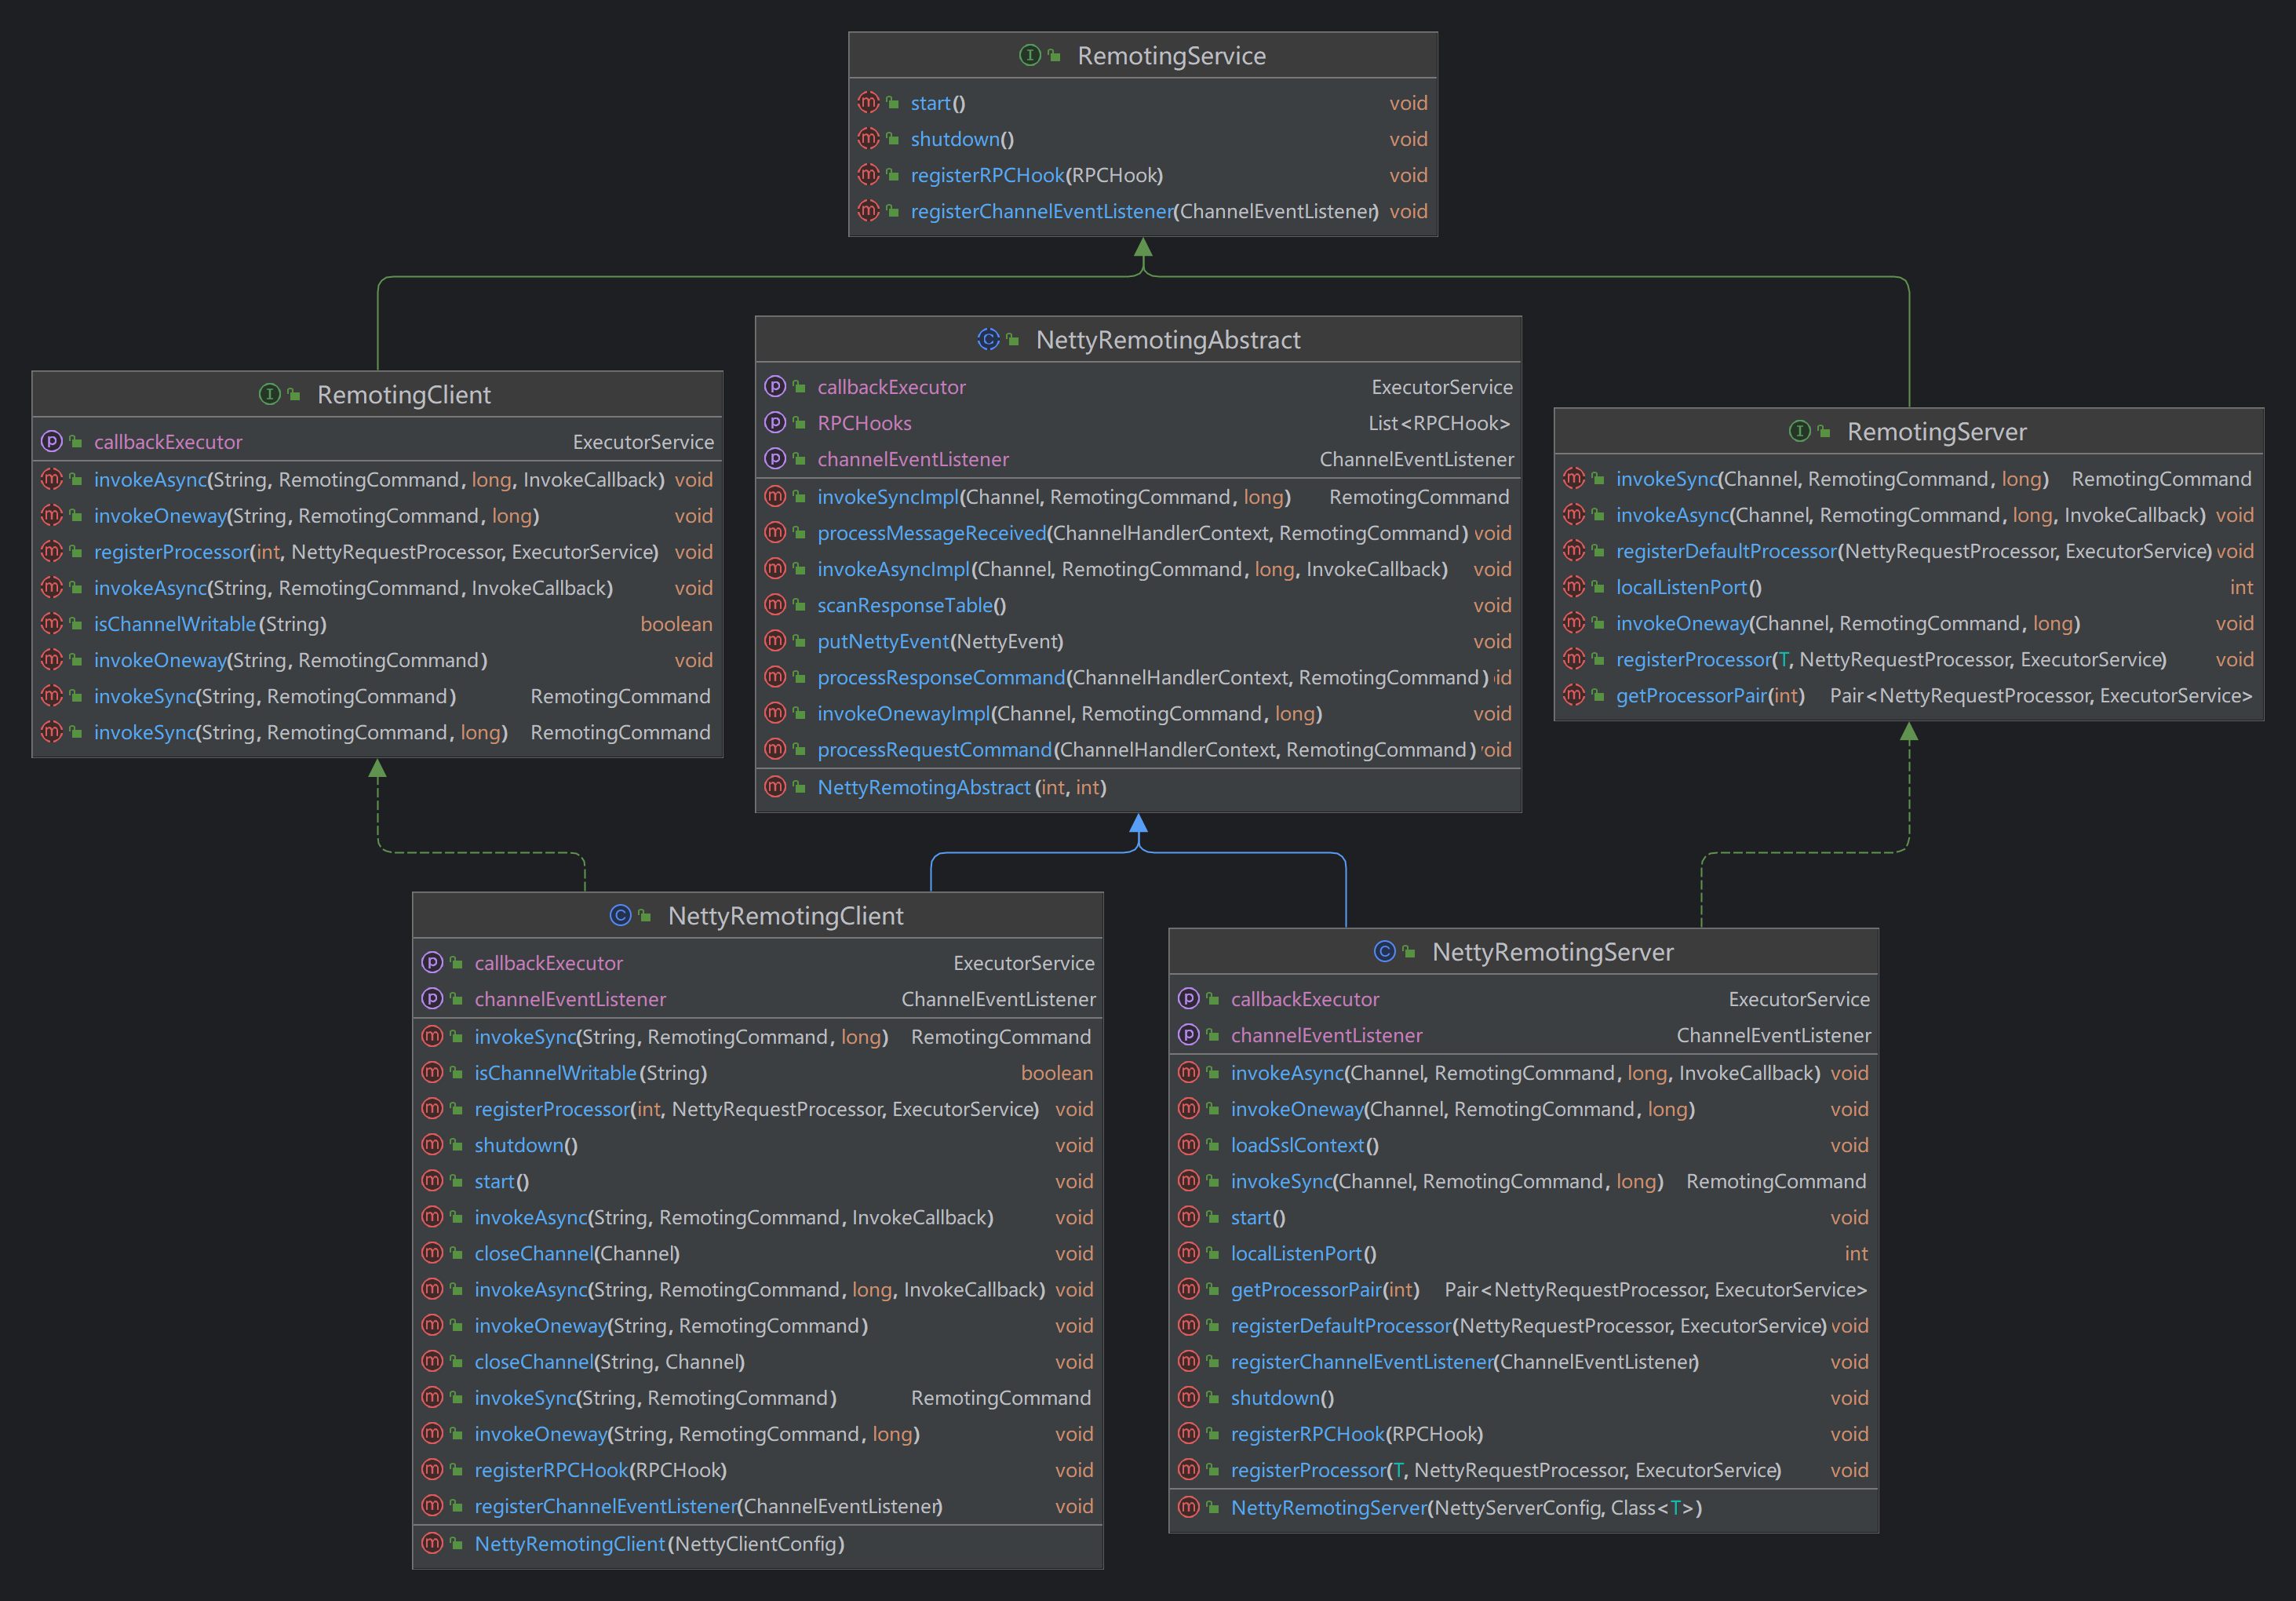 RemotingService
start() void
shutdown() void
registerRPCHook(RPCHook) void
registerChannelEventListener(ChannelEventListener) void
RemotingClient
callbackExecutor ExecutorService
invokeAsync(String, RemotingCommand, long, InvokeCallback) void
invokeOneway(String, RemotingCommand, long) void
registerProcessor(int, NettyRequestProcessor, ExecutorService) void
invokeAsync(String, RemotingCommand, InvokeCallback) void
isChannelWritable(String) boolean
invokeOneway(String, RemotingCommand) void
invokeSync(String, RemotingCommand) RemotingCommand
invokeSync(String, RemotingCommand, long) RemotingCommand
NettyRemotingAbstract
callbackExecutor ExecutorService
RPCHooks List<RPCHook>
channelEventListener ChannelEventListener
invokeSyncImpl(Channel, RemotingCommand, long) RemotingCommand
processMessageReceived(ChannelHandlerContext, RemotingCommand) void
invokeAsyncImpl(Channel, RemotingCommand, long, InvokeCallback) void
scanResponseTable() void
putNettyEvent(NettyEvent) void
processResponseCommand(ChannelHandlerContext, RemotingCommand) id
invokeOnewayImpl(Channel, RemotingCommand, long) void
processRequestCommand(ChannelHandlerContext, RemotingCommand) void
NettyRemotingAbstract(int, int)
RemotingServer
invokeSync(Channel, RemotingCommand, long) RemotingCommand
invokeAsync(Channel, RemotingCommand, long, InvokeCallback) void
registerDefaultProcessor(NettyRequestProcessor, ExecutorService) void
localListenPort() int
invokeOneway(Channel, RemotingCommand, long) void
registerProcessor(T, NettyRequestProcessor, ExecutorService) void
getProcessorPair(int) Pair<NettyRequestProcessor, ExecutorService>
NettyRemotingClient
callbackExecutor ExecutorService
channelEventListener ChannelEventListener
invokeSync(String, RemotingCommand, long) RemotingCommand
isChannelWritable(String) boolean
registerProcessor(int, NettyRequestProcessor, ExecutorService) void
shutdown() void
start() void
invokeAsync(String, RemotingCommand, InvokeCallback) void
closeChannel(Channel) void
invokeAsync(String, RemotingCommand, long, InvokeCallback) void
invokeOneway(String, RemotingCommand) void
closeChannel(String, Channel) void
invokeSync(String, RemotingCommand) RemotingCommand
invokeOneway(String, RemotingCommand, long) void
registerRPCHook(RPCHook) void
registerChannelEventListener(ChannelEventListener) void
NettyRemotingClient(NettyClientConfig)
NettyRemotingServer
callbackExecutor ExecutorService
channelEventListener ChannelEventListener
invokeAsync(Channel, RemotingCommand, long, InvokeCallback) void
invokeOneway(Channel, RemotingCommand, long) void
loadSslContext() void
invokeSync(Channel, RemotingCommand, long) RemotingCommand
start() void
localListenPort() int
getProcessorPair(int) Pair<NettyRequestProcessor, ExecutorService>
registerDefaultProcessor(NettyRequestProcessor, ExecutorService) void
registerChannelEventListener(ChannelEventListener) void
shutdown() void
registerRPCHook(RPCHook) void
registerProcessor(T, NettyRequestProcessor, ExecutorService) void
NettyRemotingServer(NettyServerConfig, Class<T>)